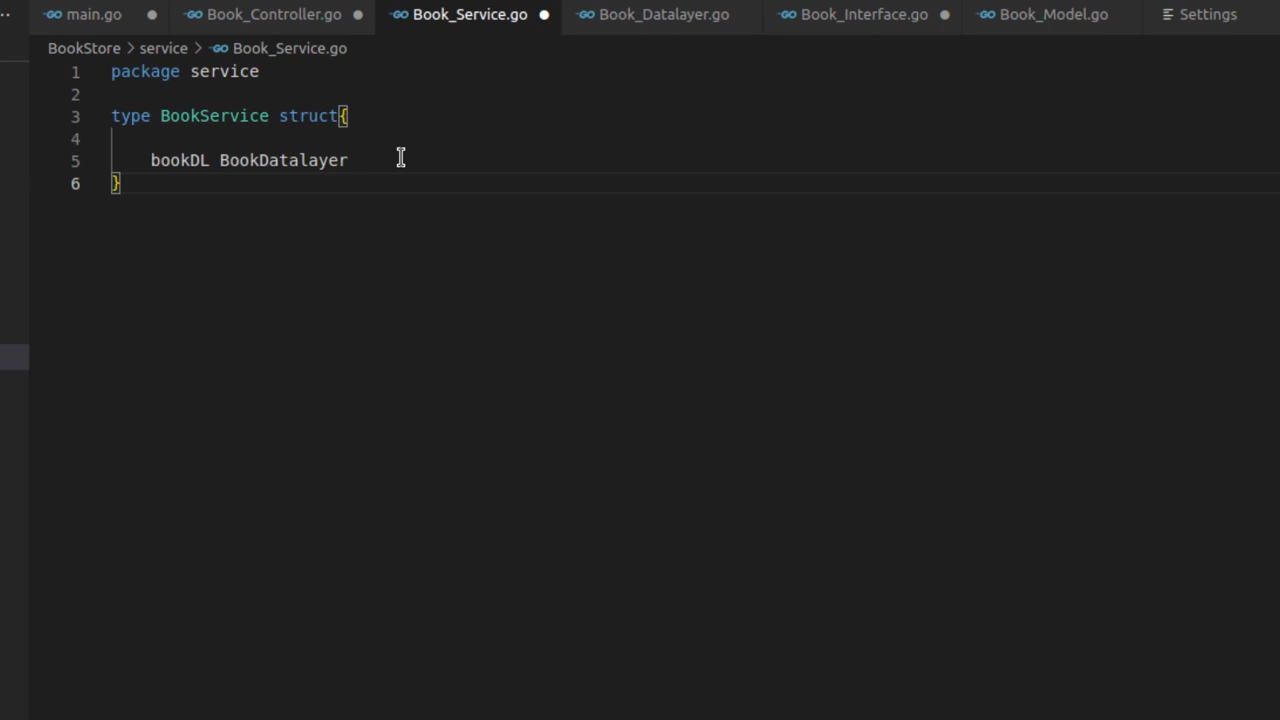 main.go Book_Controller.go Book_Service.go Book_Datalayer.go Book_Interface.go Book_Model.go Settings
BookStore > service > Book_Service.go
1 package service
2
3 type BookService struct{
4
5 bookDL BookDatalayer
6 }